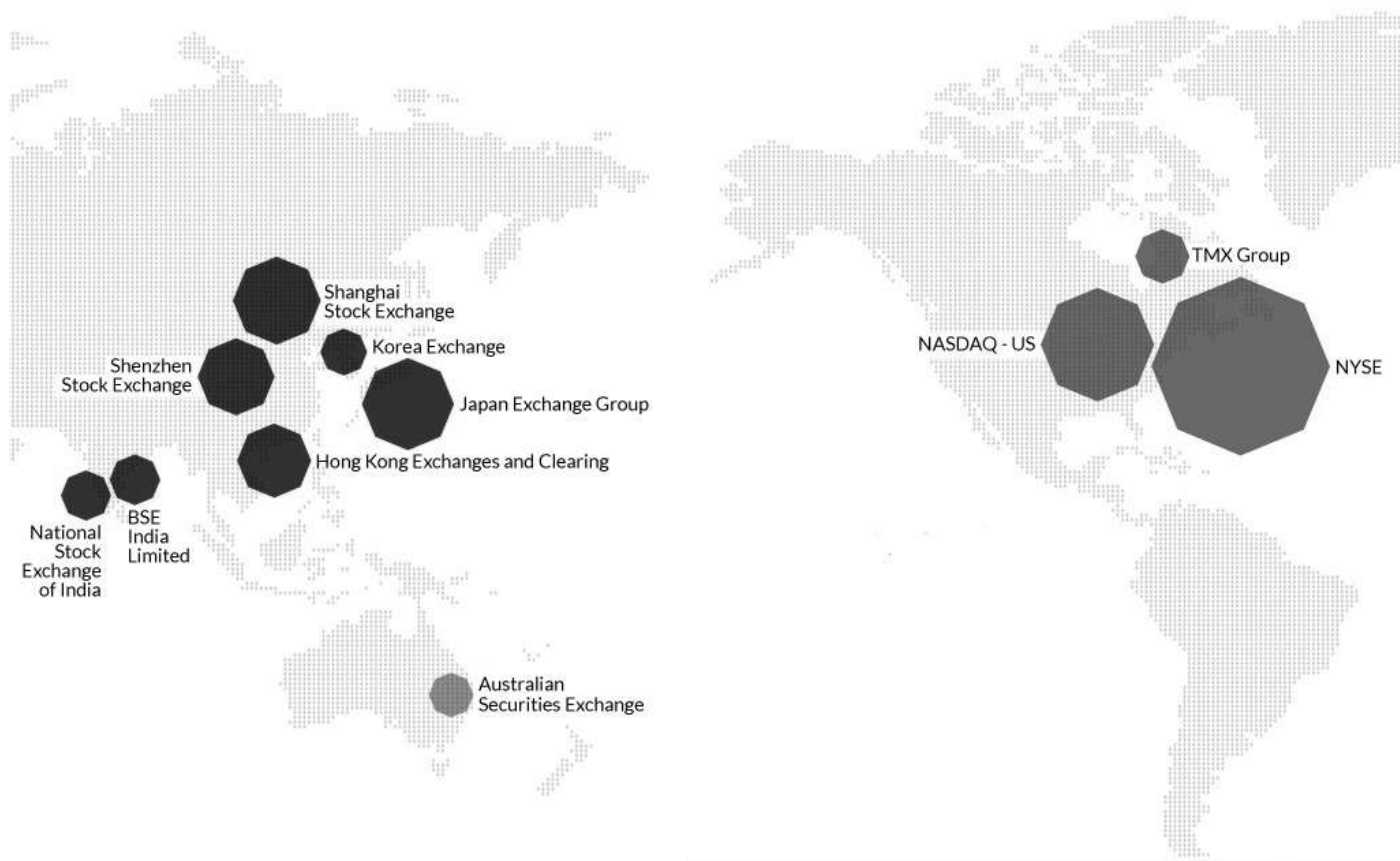 TMX Group
Shanghai
Stock Exchange
NASDAQ - US
Korea Exchange
NYSE
Shenzhen
Stock Exchange
Japan Exchange Group
Hong Kong Exchanges and Clearing
BSE
India
Limited
National
Stock
Exchange
of India
Australian
Securities Exchange